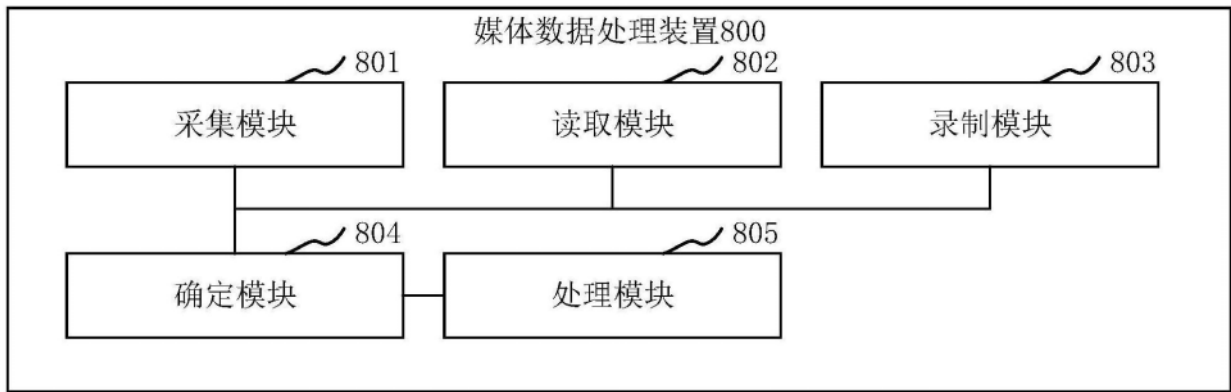 媒体数据处理装置800
801
802
803
采集模块
读取模块
录制模块
804
805
确定模块
处理模块